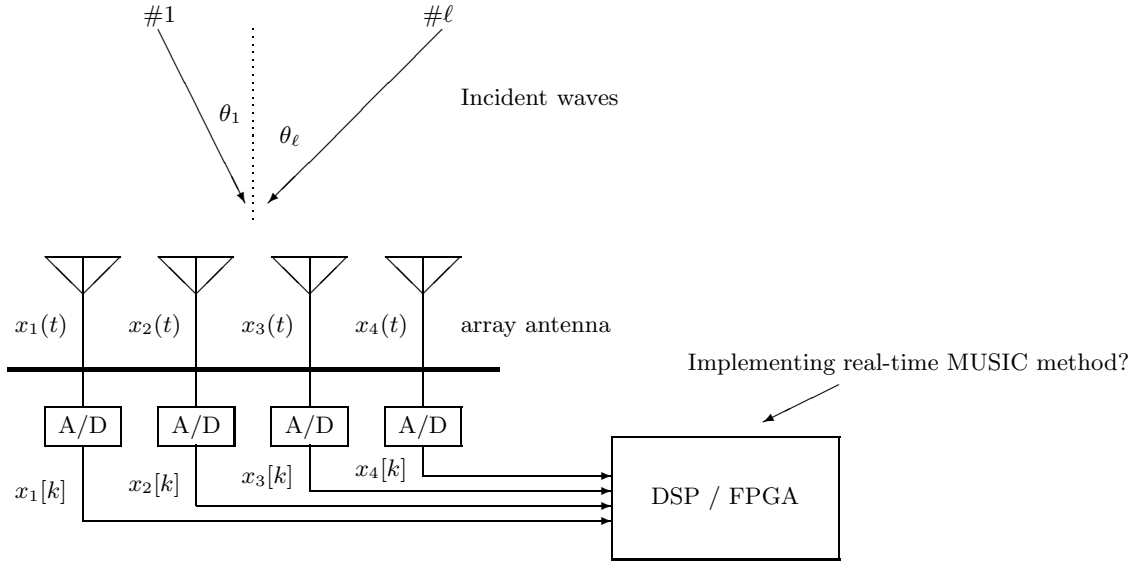 #1
#ℓ
θ₁
θℓ
Incident waves
x₁(t)
x₂(t)
x₃(t)
x₄(t)
array antenna
Implementing real-time MUSIC method?
A/D
A/D
A/D
A/D
x₁[k]
x₂[k]
x₃[k]
x₄[k]
DSP / FPGA